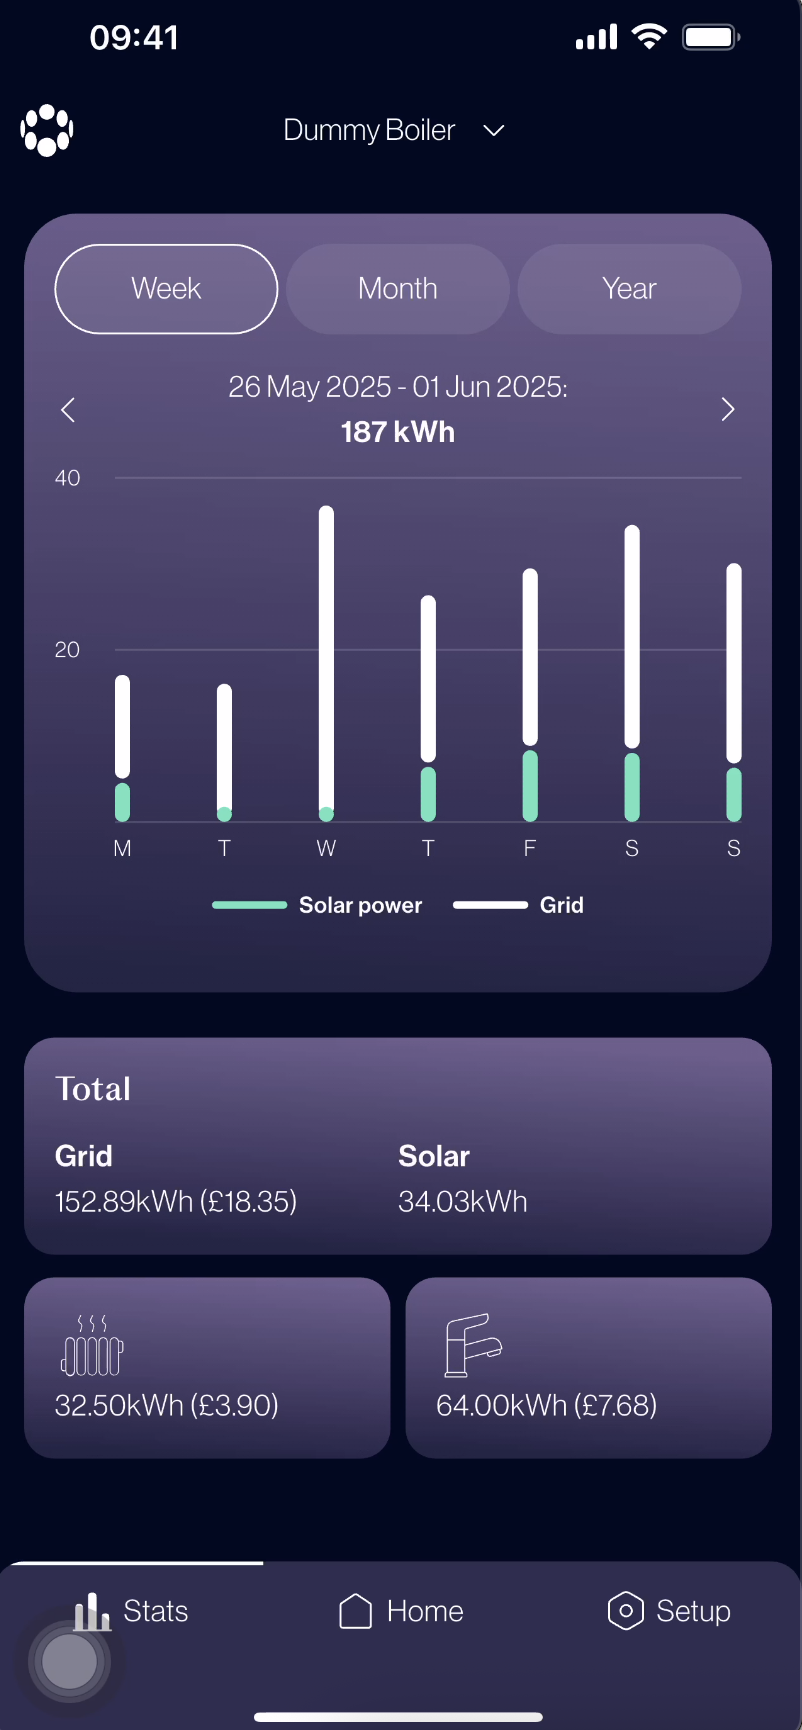 09:41
Dummy Boiler
Week Month Year
26 May 2025 - 01 Jun 2025:
187 kWh
40
20
M T W T F S S
Solar power Grid
Total
Grid Solar
152.89kWh (£18.35) 34.03kWh
32.50kWh (£3.90) 64.00kWh (£7.68)
Stats Home Setup